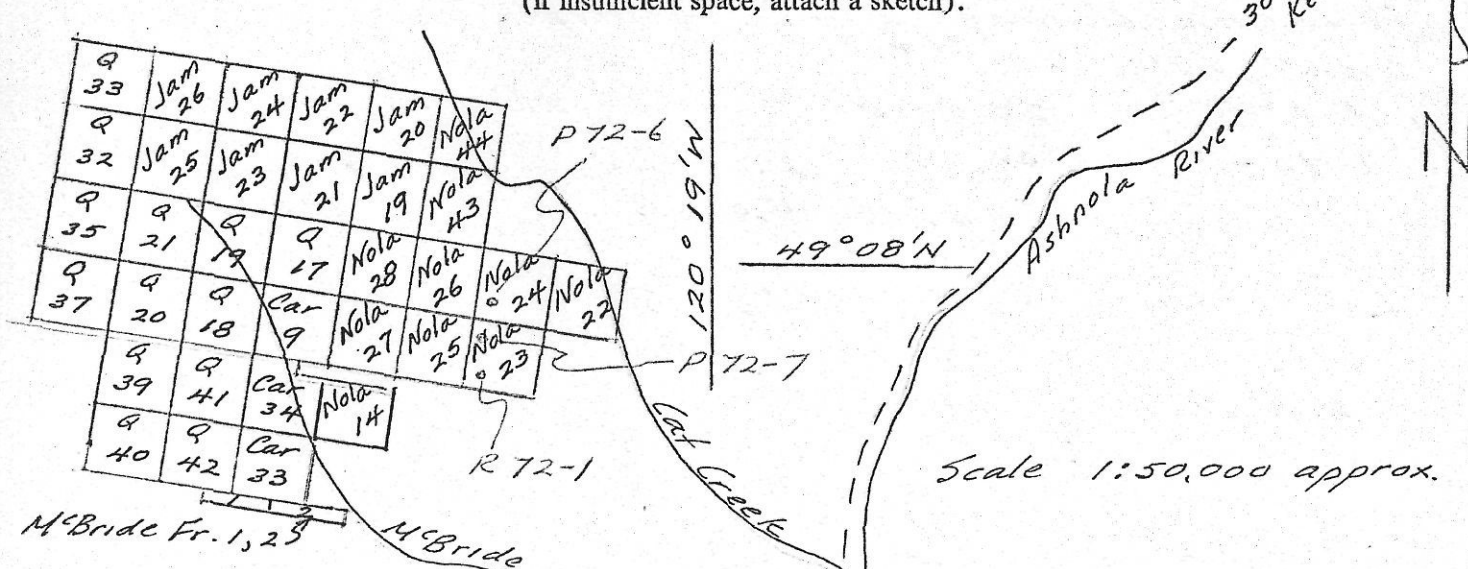 (if insufficient space, attach a sketch).
30
Q 33
Jam 26
Jam 24
Jam 22
Jam 20
Nola 44
P 72-6
Q 32
Jam 25
Jam 23
Jam 21
Jam 19
Nola 43
Q 35
Q 21
Q 19
Q 17
Nola 28
Nola 26
Nola 24
Nola 22
Q 37
Q 20
Q 18
Car 9
Nola 27
Nola 25
Nola 23
P 72-7
Q 39
Q 41
Car 34
Nola 14
Q 40
Q 42
Car 33
R 72-1
120° 19'W
49°08'N
Ashnola River
N
Cat Creek
Scale 1:50,000 approx.
1 2
McBride Fr. 1, 2
McBride